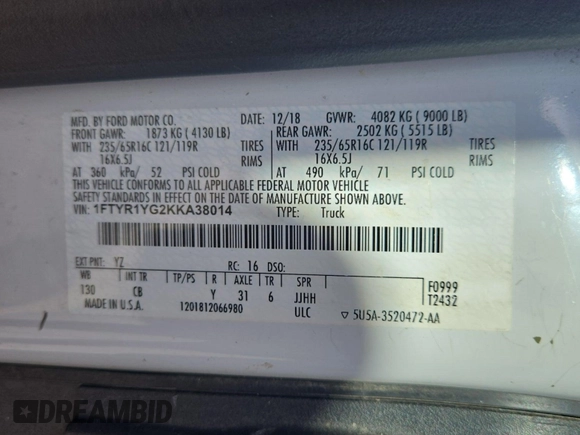 MFD. BY FORD MOTOR CO. DATE: 12/18 GVWR: 4082 KG ( 9000 LB)
FRONT GAWR: 1873 KG ( 4130 LB) REAR GAWR: 2502 KG ( 5515 LB)
WITH 235/65R16C 121/119R TIRES WITH 235/65R16C 121/119R TIRES
16X6.5J RIMS 16X6.5J RIMS
AT 360 kPa/ 52 PSI COLD AT 490 kPa/ 71 PSI COLD
THIS VEHICLE CONFORMS TO ALL APPLICABLE FEDERAL MOTOR VEHICLE
SAFETY STANDARDS IN EFFECT ON THE DATE OF MANUFACTURE SHOWN ABOVE.
VIN: 1FTYR1YG2KKA38014 TYPE: Truck
EXT PNT: YZ RC: 16 DSO:
WB INT TR TP/PS R AXLE TR SPR F0999
130 CB Y 31 6 JJHH T2432
MADE IN U.S.A. 1201812066980 ULC ▽ 5U5A-3520472-AA
DREAMBID